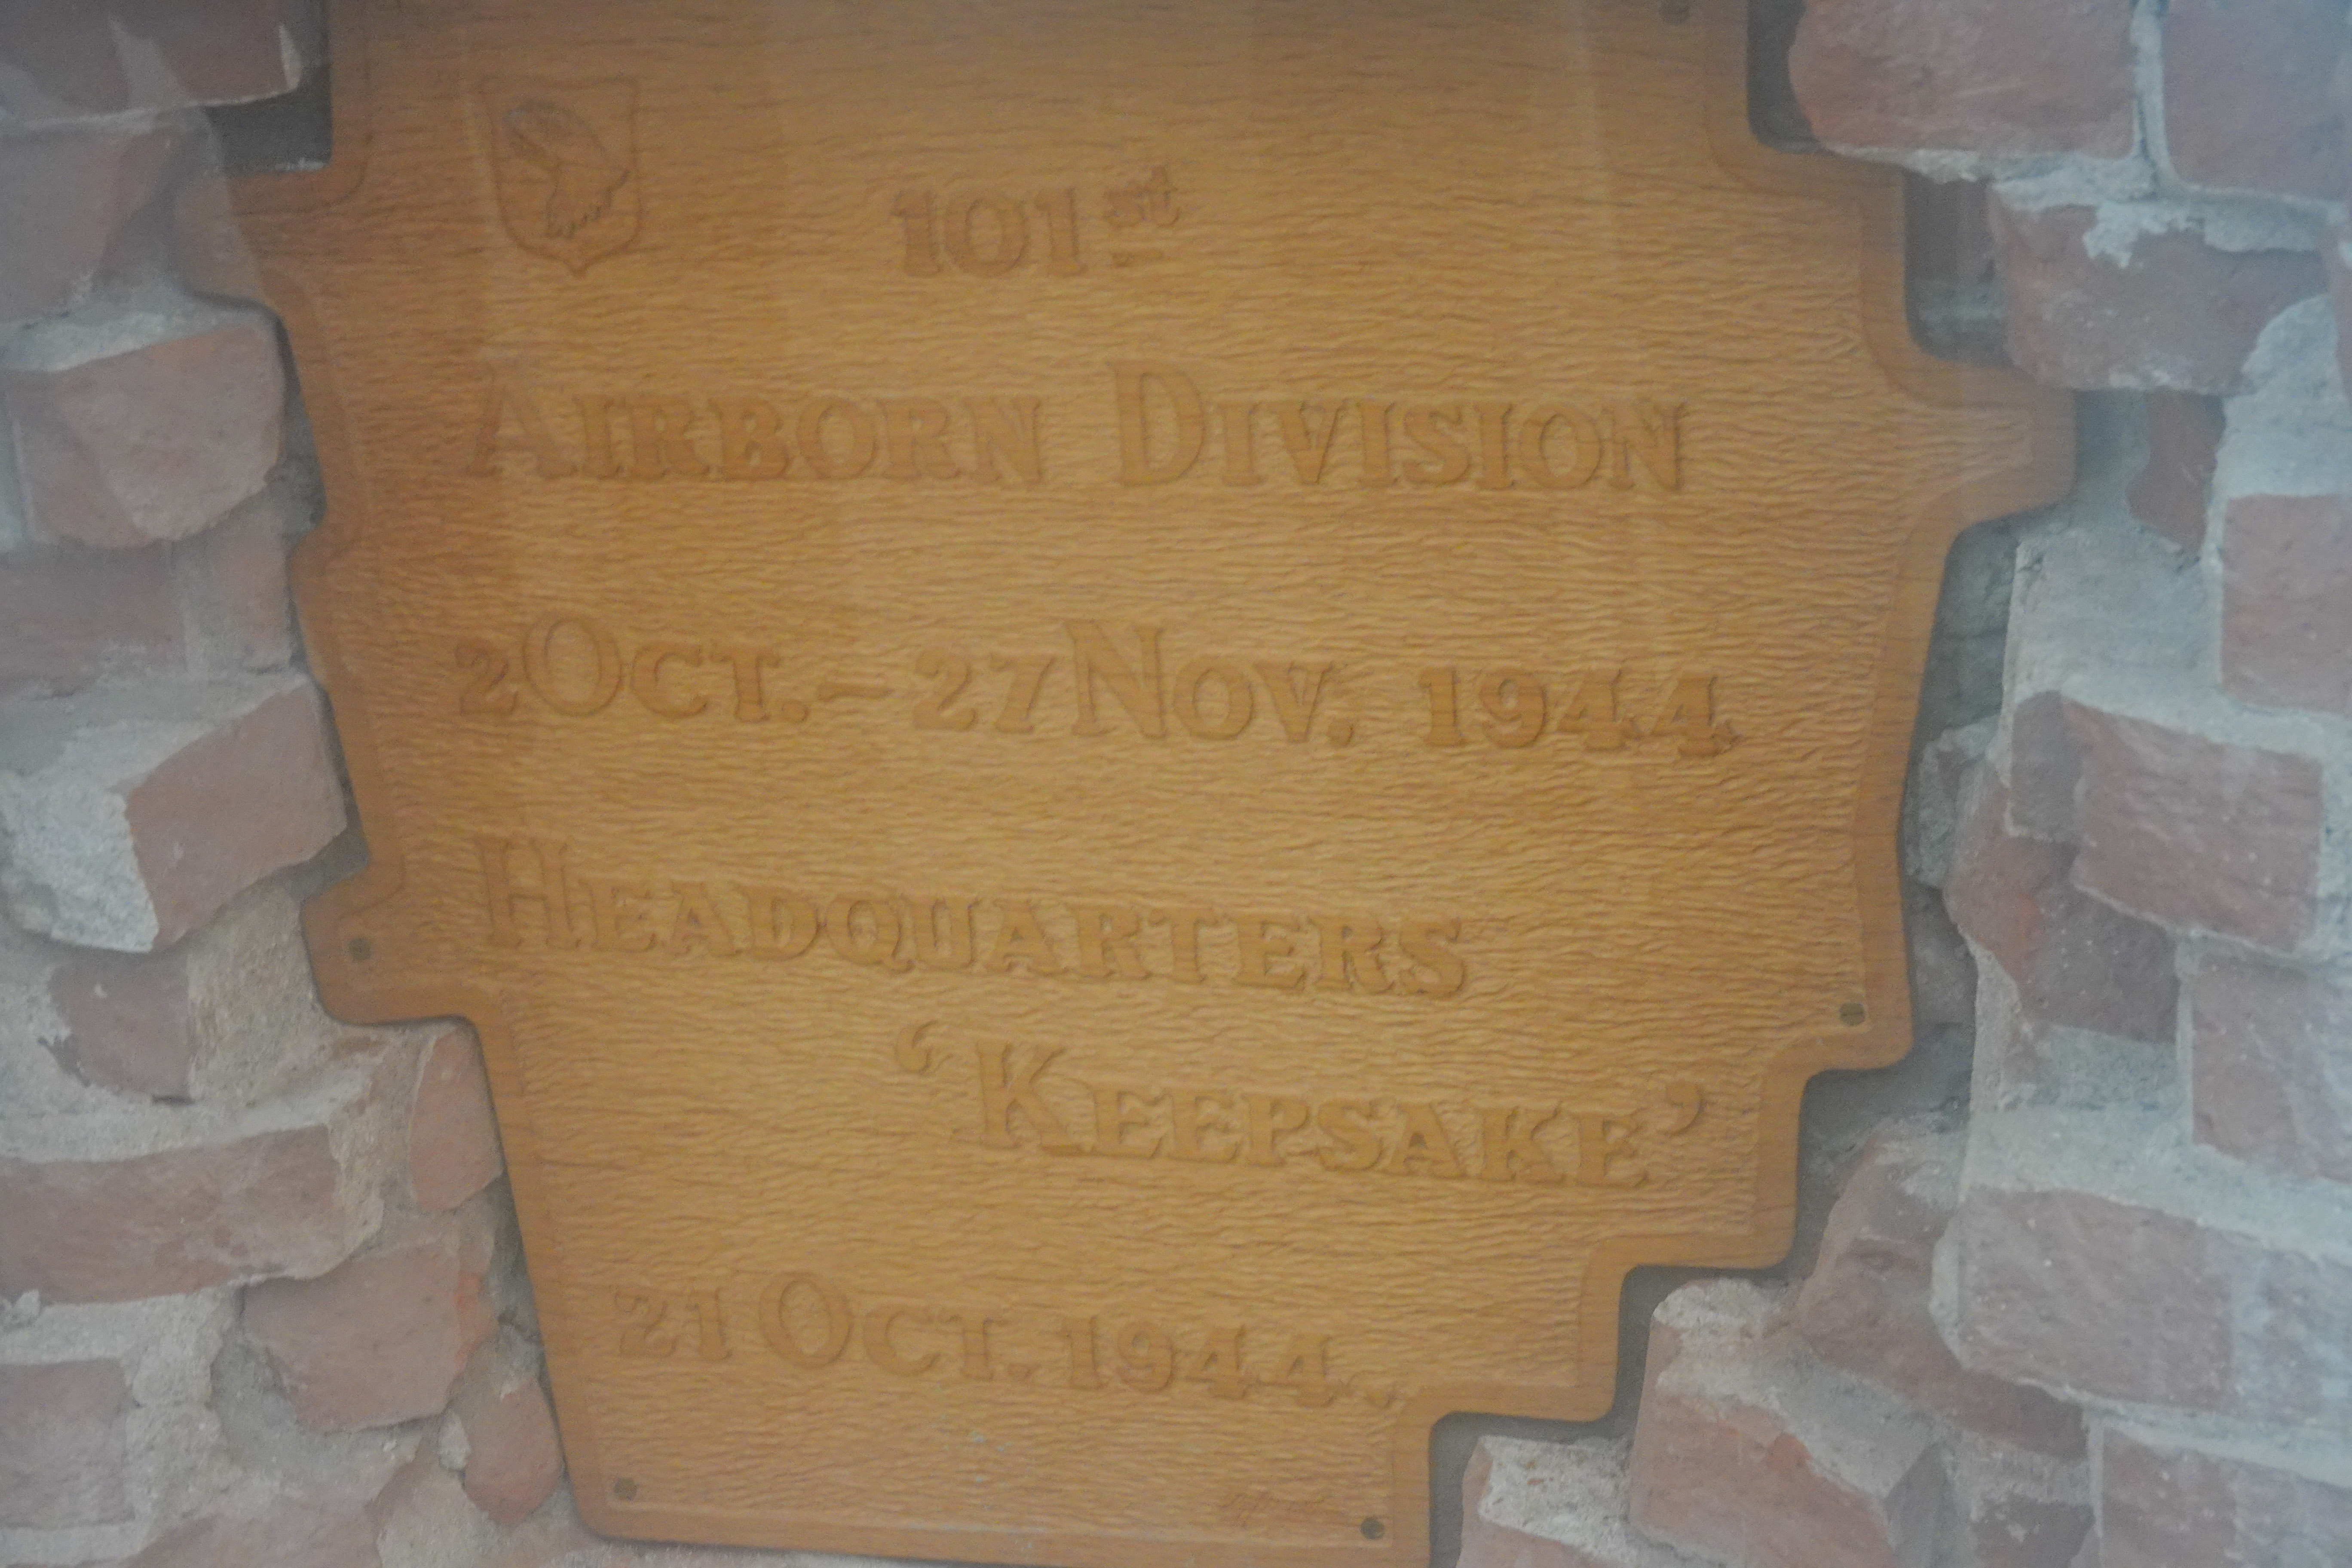 101st
AIRBORN DIVISION
2 OCT. – 27 NOV. 1944
HEADQUARTERS
‘KEEPSAKE’
21 OCT. 1944.